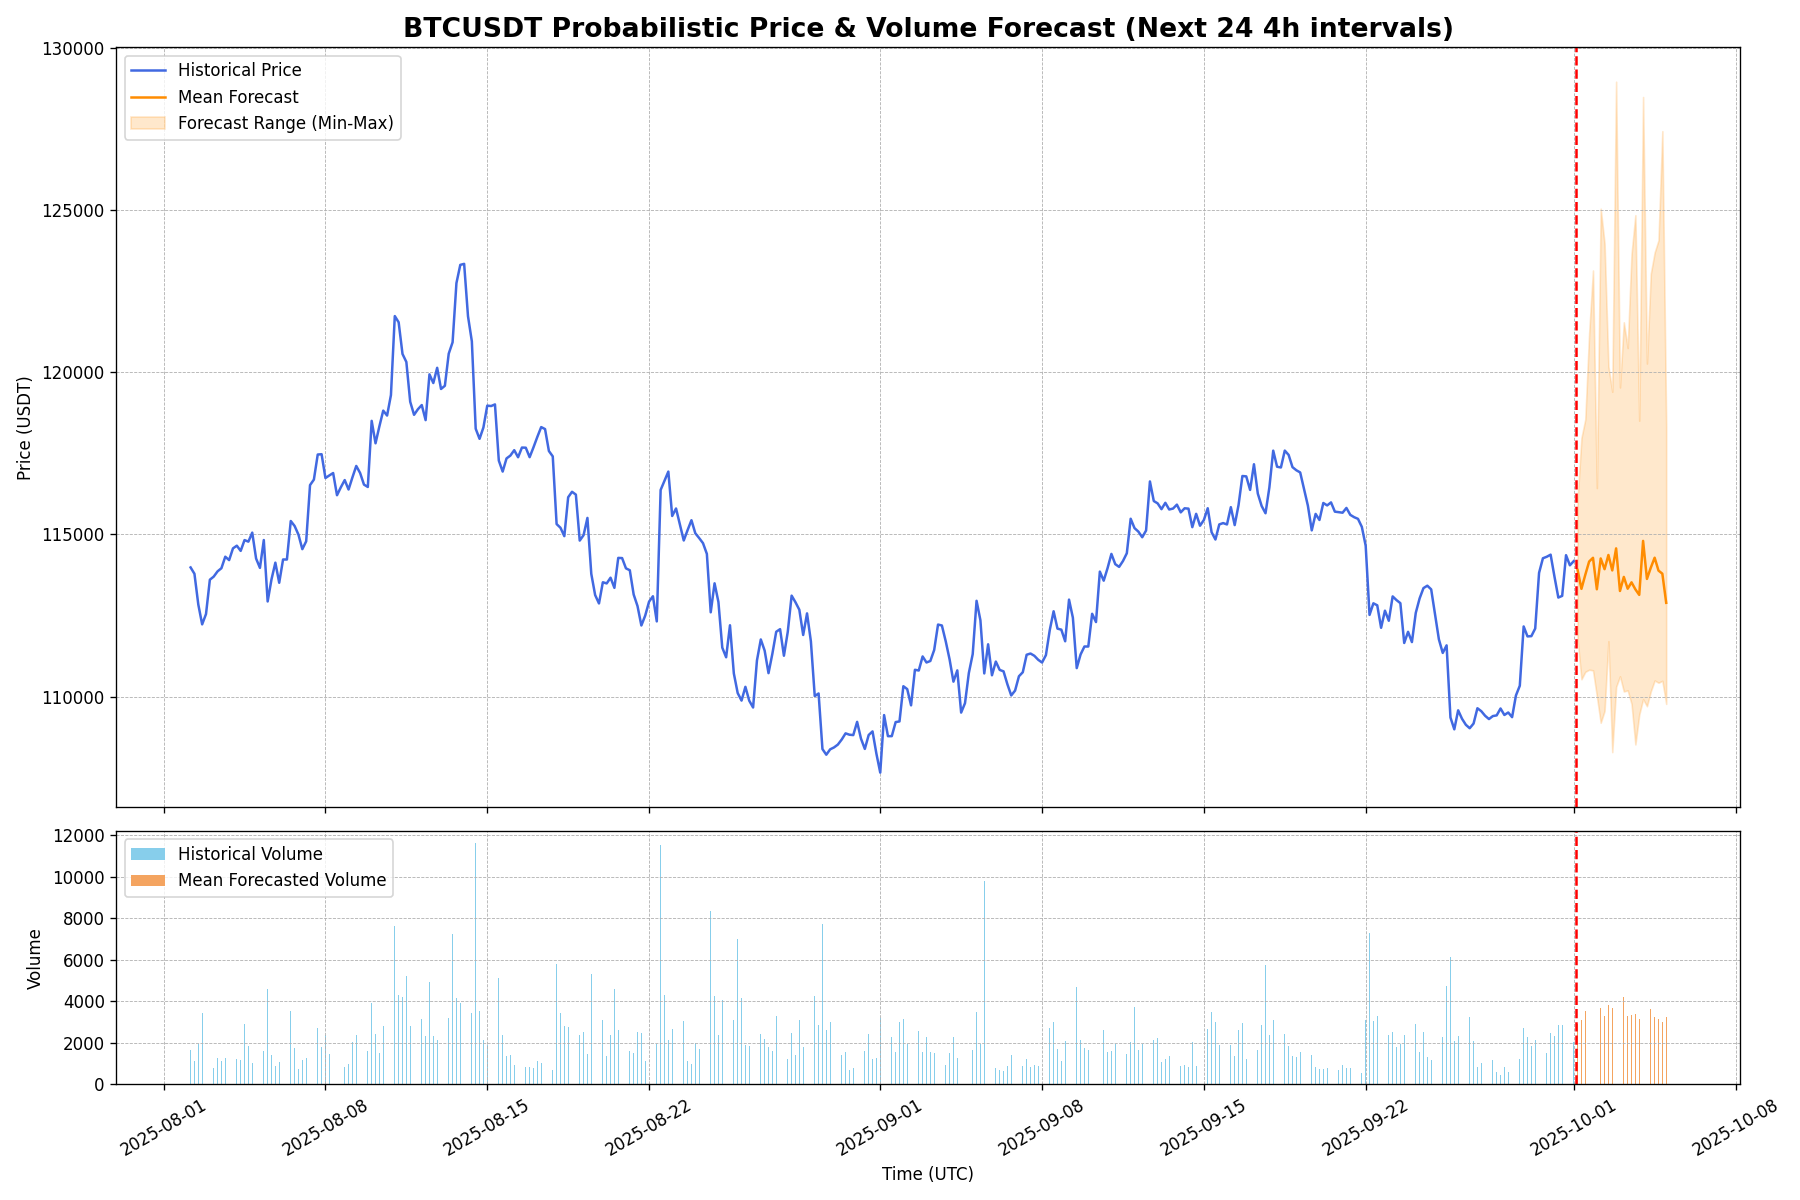 BTCUSDT Probabilistic Price & Volume Forecast (Next 24 4h intervals)
130000
125000
120000
115000
110000
Price (USDT)
Historical Price
Mean Forecast
Forecast Range (Min-Max)
12000
10000
8000
6000
4000
2000
0
Volume
Historical Volume
Mean Forecasted Volume
2025-08-01
2025-08-08
2025-08-15
2025-08-22
2025-09-01
2025-09-08
2025-09-15
2025-09-22
2025-10-01
2025-10-08
Time (UTC)